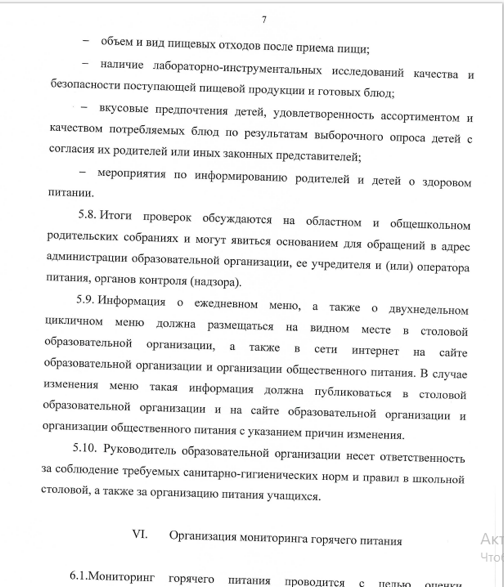 7
– объем и вид пищевых отходов после приема пищи;
– наличие лабораторно-инструментальных исследований качества и
безопасности поступающей пищевой продукции и готовых блюд;
– вкусовые предпочтения детей, удовлетворенность ассортиментом и
качеством потребляемых блюд по результатам выборочного опроса детей с
согласия их родителей или иных законных представителей;
– мероприятия по информированию родителей и детей о здоровом
питании.
5.8. Итоги проверок обсуждаются на областном и общешкольном
родительских собраниях и могут явиться основанием для обращений в адрес
администрации образовательной организации, ее учредителя и (или) оператора
питания, органов контроля (надзора).
5.9. Информация о ежедневном меню, а также о двухнедельном
цикличном меню должна размещаться на видном месте в столовой
образовательной организации, а также в сети интернет на сайте
образовательной организации и организации общественного питания. В случае
изменения меню такая информация должна публиковаться в столовой
образовательной организации и на сайте образовательной организации и
организации общественного питания с указанием причин изменения.
5.10. Руководитель образовательной организации несет ответственность
за соблюдение требуемых санитарно-гигиенических норм и правил в школьной
столовой, а также за организацию питания учащихся.
VI. Организация мониторинга горячего питания
6.1.Мониторинг горячего питания проводится с целью оценки